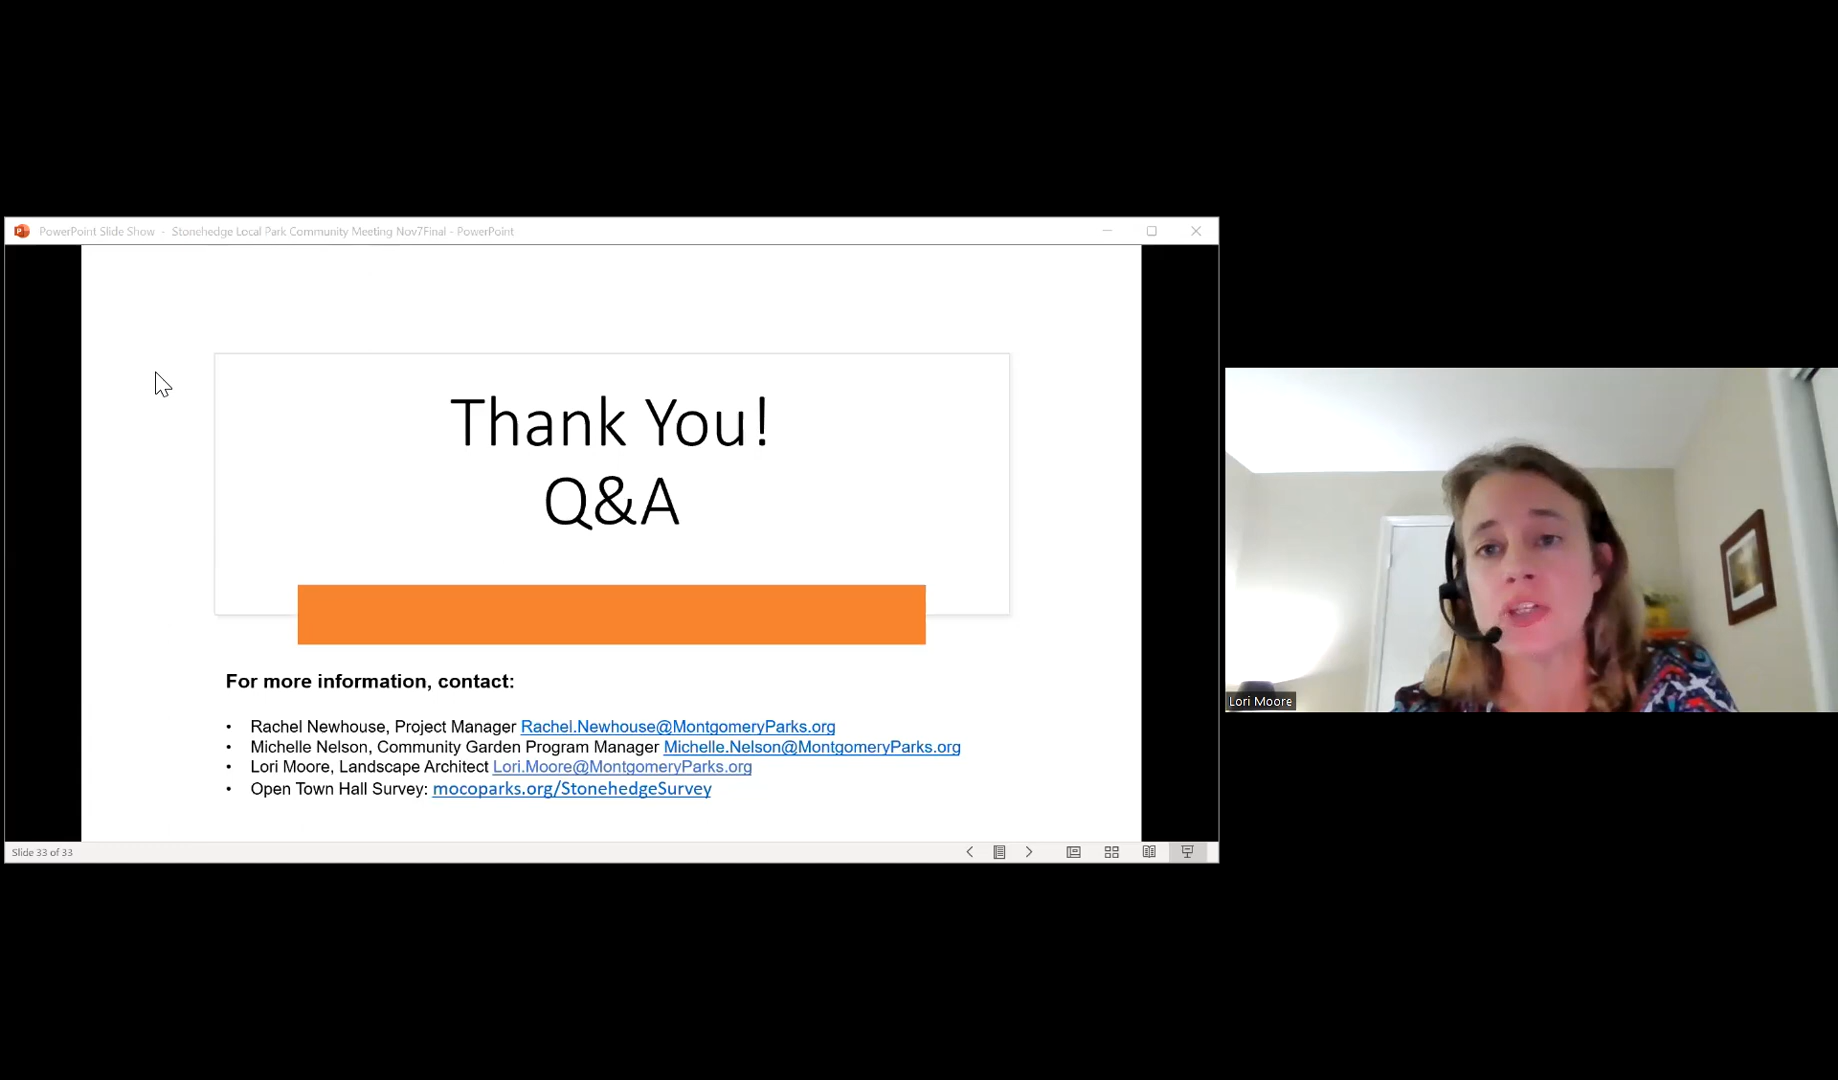 PowerPoint Slide Show - Stonehedge Local Park Community Meeting Nov7Final - PowerPoint
Thank You!
Q&A
For more information, contact:
• Rachel Newhouse, Project Manager Rachel.Newhouse@MontgomeryParks.org
• Michelle Nelson, Community Garden Program Manager Michelle.Nelson@MontgomeryParks.org
• Lori Moore, Landscape Architect Lori.Moore@MontgomeryParks.org
• Open Town Hall Survey: mocoparks.org/StonehedgeSurvey
Slide 33 of 33
Lori Moore